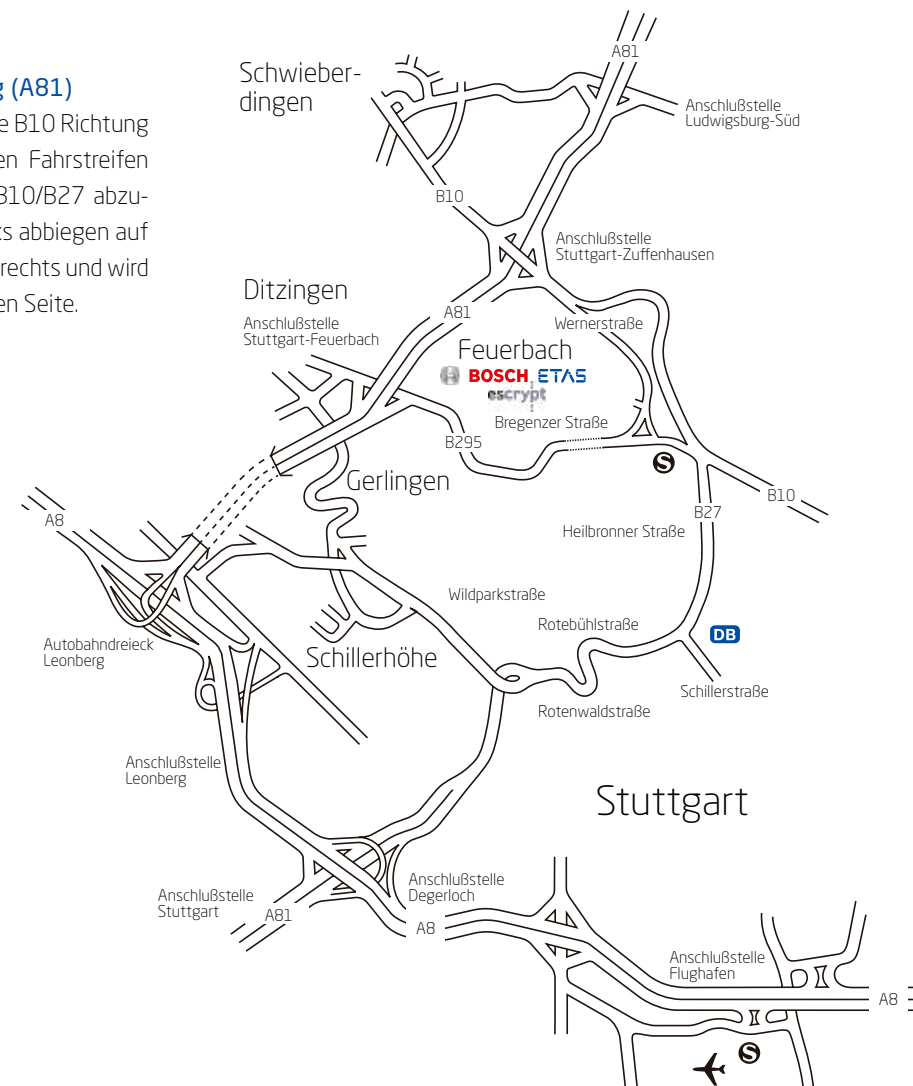 g (A81)
e B10 Richtung
en Fahrstreifen
B10/B27 abzu-
ks abbiegen auf
rechts und wird
en Seite.
A81
Schwieber-
dingen
Anschlußstelle
Ludwigsburg-Süd
B10
Anschlußstelle
Stuttgart-Zuffenhausen
Ditzingen
A81
Anschlußstelle
Stuttgart-Feuerbach
Wernerstraße
Feuerbach
BOSCH ETAS
escrypt
Bregenzer Straße
B295
S
Gerlingen
B10
A8
B27
Heilbronner Straße
Wildparkstraße
Rotebühlstraße
DB
Autobahndreieck
Leonberg
Schillerhöhe
Schillerstraße
Rotenwaldstraße
Anschlußstelle
Leonberg
Stuttgart
Anschlußstelle
Degerloch
Anschlußstelle
Stuttgart
A81
A8
Anschlußstelle
Flughafen
A8
S